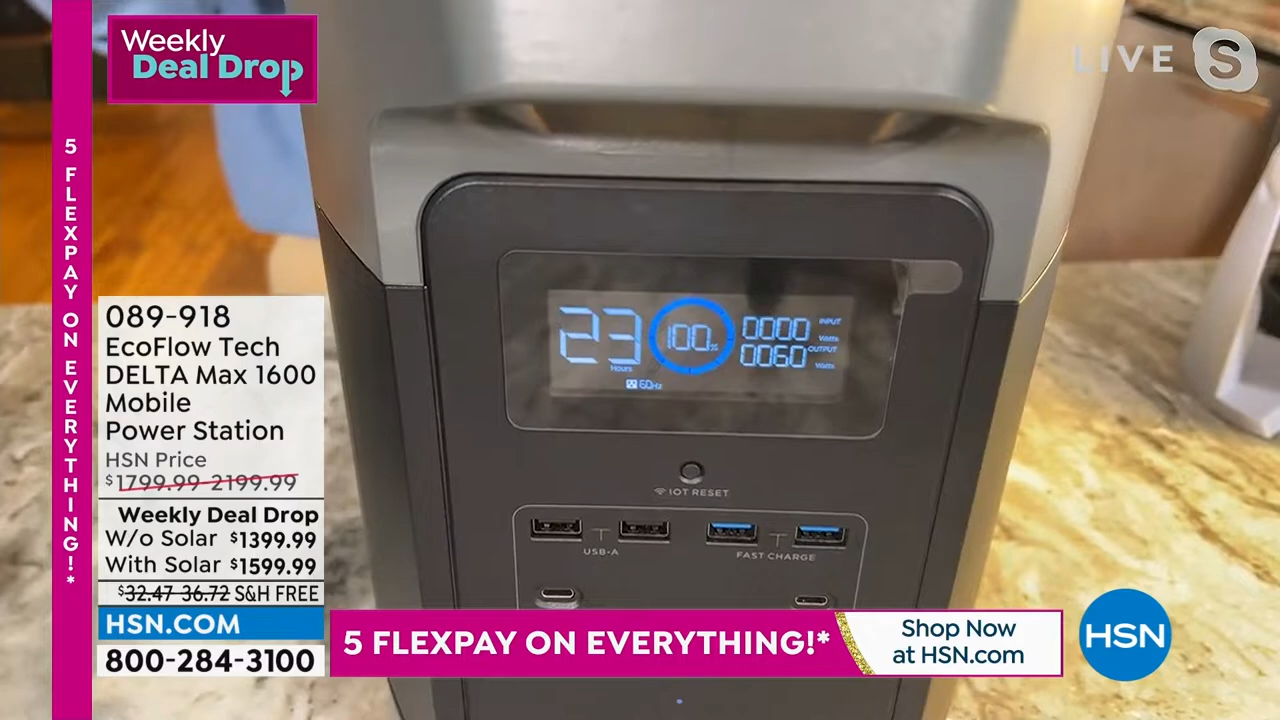 Weekly
Deal Drop
LIVE S
5 FLEXPAY ON EVERYTHING!*
089-918
EcoFlow Tech
DELTA Max 1600
Mobile
Power Station
HSN Price
$1799.99-2199.99
Weekly Deal Drop
W/o Solar $1399.99
With Solar $1599.99
$32.47-36.72 S&H FREE
HSN.COM
800-284-3100
23 Hours
100%
0000 INPUT Watts
0060 OUTPUT Watts
60Hz
IOT RESET
USB-A
FAST CHARGE
5 FLEXPAY ON EVERYTHING!*
Shop Now
at HSN.com
HSN